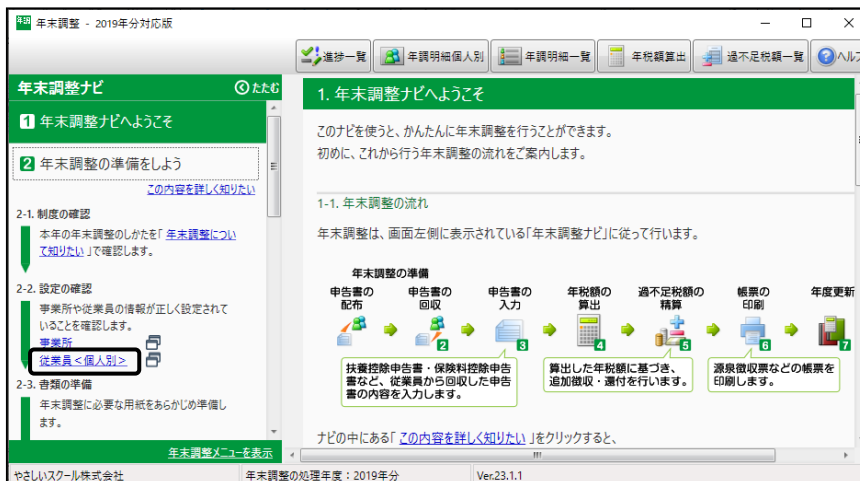 年調 年末調整 - 2019年分対応版
進捗一覧 年調明細個人別 年調明細一覧 年税額算出 過不足税額一覧 ヘルプ
年末調整ナビ たたむ
1 年末調整ナビへようこそ
2 年末調整の準備をしよう
この内容を詳しく知りたい
2-1. 制度の確認
本年の年末調整のしかたを「 年末調整につい
て知りたい 」で確認します。
2-2. 設定の確認
事業所や従業員の情報が正しく設定されて
いることを確認します。
事業所
従業員<個人別>
2-3. 書類の準備
年末調整に必要な用紙をあらかじめ準備し
ます。
年末調整メニューを表示
1. 年末調整ナビへようこそ
このナビを使うと、かんたんに年末調整を行うことができます。
初めに、これから行う年末調整の流れをご案内します。
1-1. 年末調整の流れ
年末調整は、画面左側に表示されている「年末調整ナビ」に従って行います。
年末調整の準備
申告書の 申告書の 申告書の 年税額の 過不足税額の 帳票の 年度更新
配布 回収 入力 算出 精算 印刷
2 3 4 5 6 7
扶養控除申告書・保険料控除申告
書など、従業員から回収した申告
書の内容を入力します。
算出した年税額に基づき、
追加徴収・還付を行います。
源泉徴収票などの帳票を
印刷します。
ナビの中にある「 この内容を詳しく知りたい 」をクリックすると、
やさしいスクール株式会社 年末調整の処理年度：2019年分 Ver.23.1.1